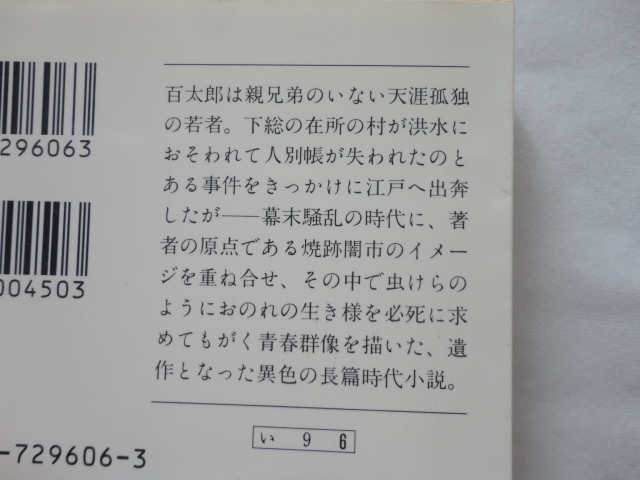 百太郎は親兄弟のいない天涯孤独
の若者。下総の在所の村が洪水に
おそわれて人別帳が失われたのと
ある事件をきっかけに江戸へ出奔
したが――幕末騒乱の時代に、著
者の原点である焼跡闇市のイメー
ジを重ね合せ、その中で虫けらの
ようにおのれの生き様を必死に求
めてもがく青春群像を描いた、遺
作となった異色の長篇時代小説。
い 9 6
296063
004503
-729606-3